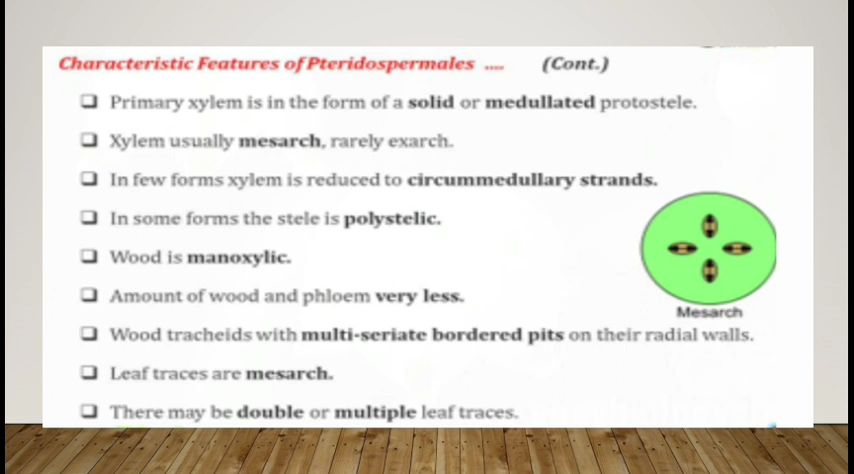 Characteristic Features of Pteridospermales .... (Cont.)
❑ Primary xylem is in the form of a solid or medullated protostele.
❑ Xylem usually mesarch, rarely exarch.
❑ In few forms xylem is reduced to circummedullary strands.
❑ In some forms the stele is polystelic.
❑ Wood is manoxylic.
❑ Amount of wood and phloem very less.
Mesarch
❑ Wood tracheids with multi-seriate bordered pits on their radial walls.
❑ Leaf traces are mesarch.
❑ There may be double or multiple leaf traces.